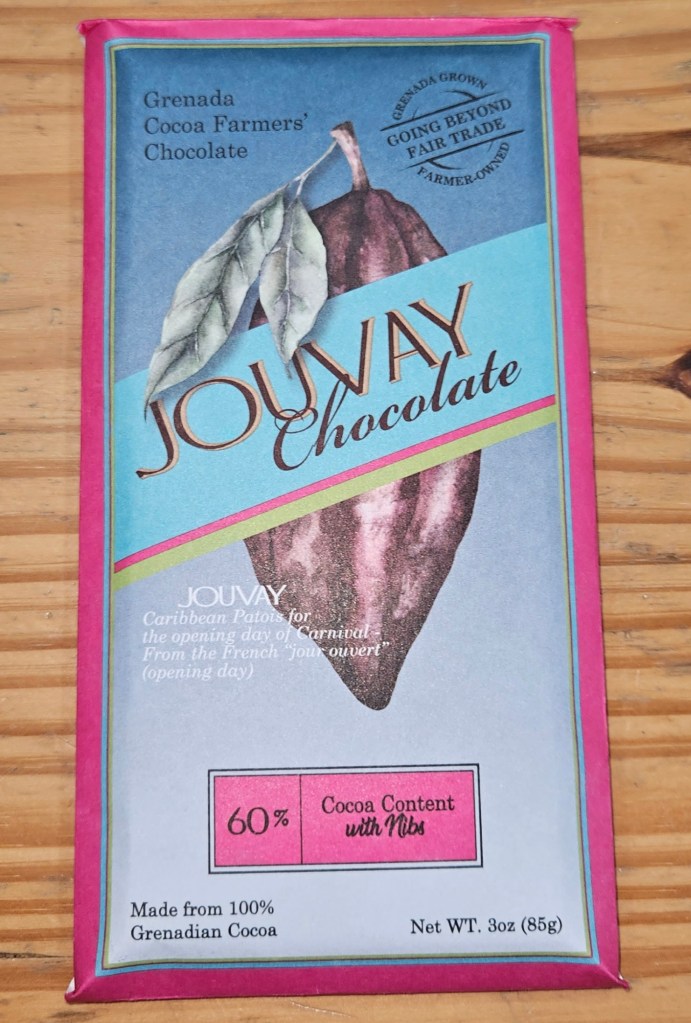 Grenada
Cocoa Farmers'
Chocolate
GRENADA GROWN
GOING BEYOND
FAIR TRADE
FARMER-OWNED
JOUVAY
Chocolate
JOUVAY
Caribbean Patois for
the opening day of Carnival -
From the French "jour ouvert"
(opening day)
60%
Cocoa Content
with Nibs
Made from 100%
Grenadian Cocoa
Net WT. 3oz (85g)